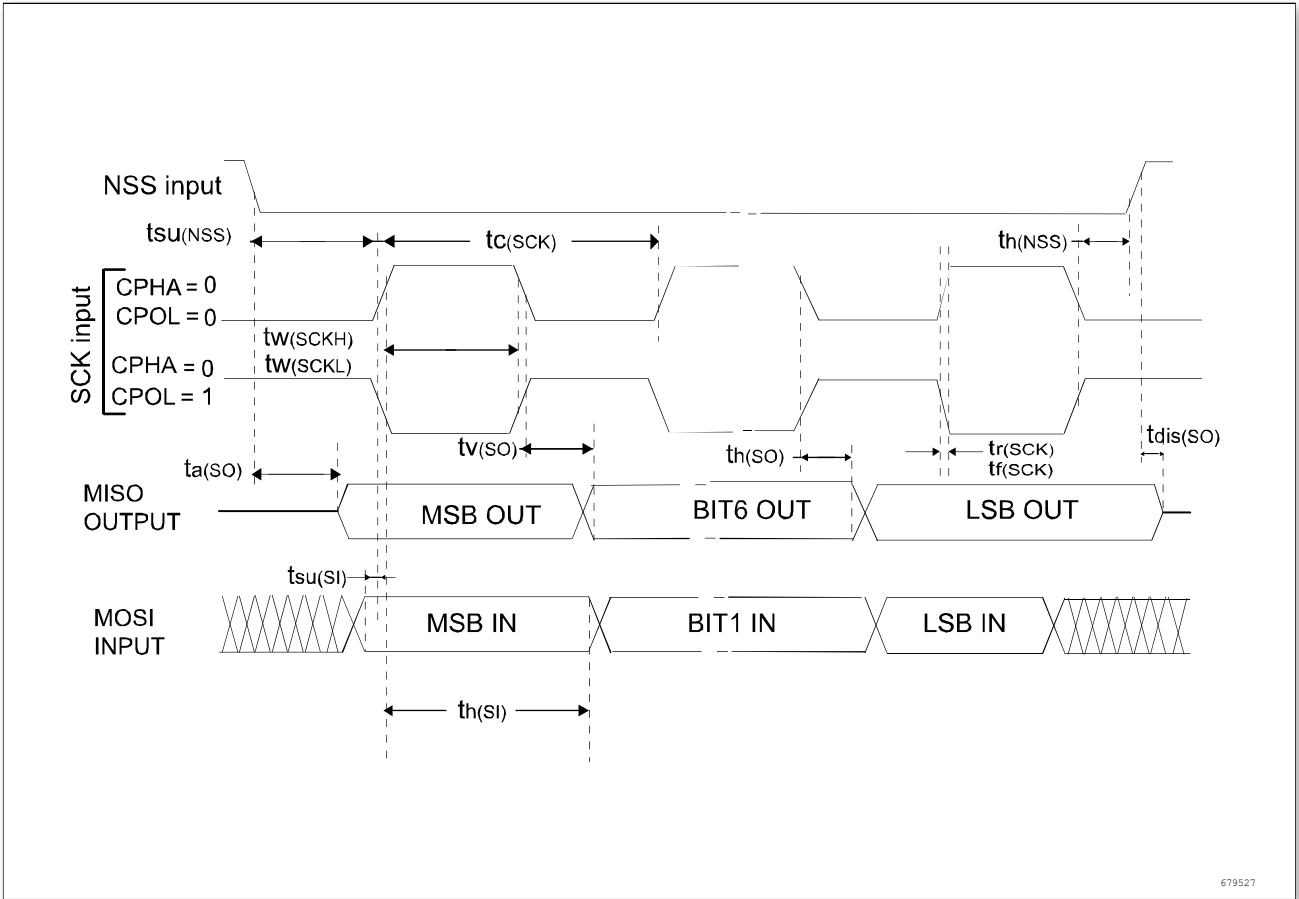 NSS input
tsu(NSS)
tc(SCK)
th(NSS)
SCK input
CPHA = 0
CPOL = 0
tw(SCKH)
tw(SCKL)
CPHA = 0
CPOL = 1
tv(SO)
th(SO)
tr(SCK)
tf(SCK)
tdis(SO)
ta(SO)
MISO
OUTPUT
MSB OUT
BIT6 OUT
LSB OUT
tsu(SI)
MOSI
INPUT
MSB IN
BIT1 IN
LSB IN
th(SI)
679527